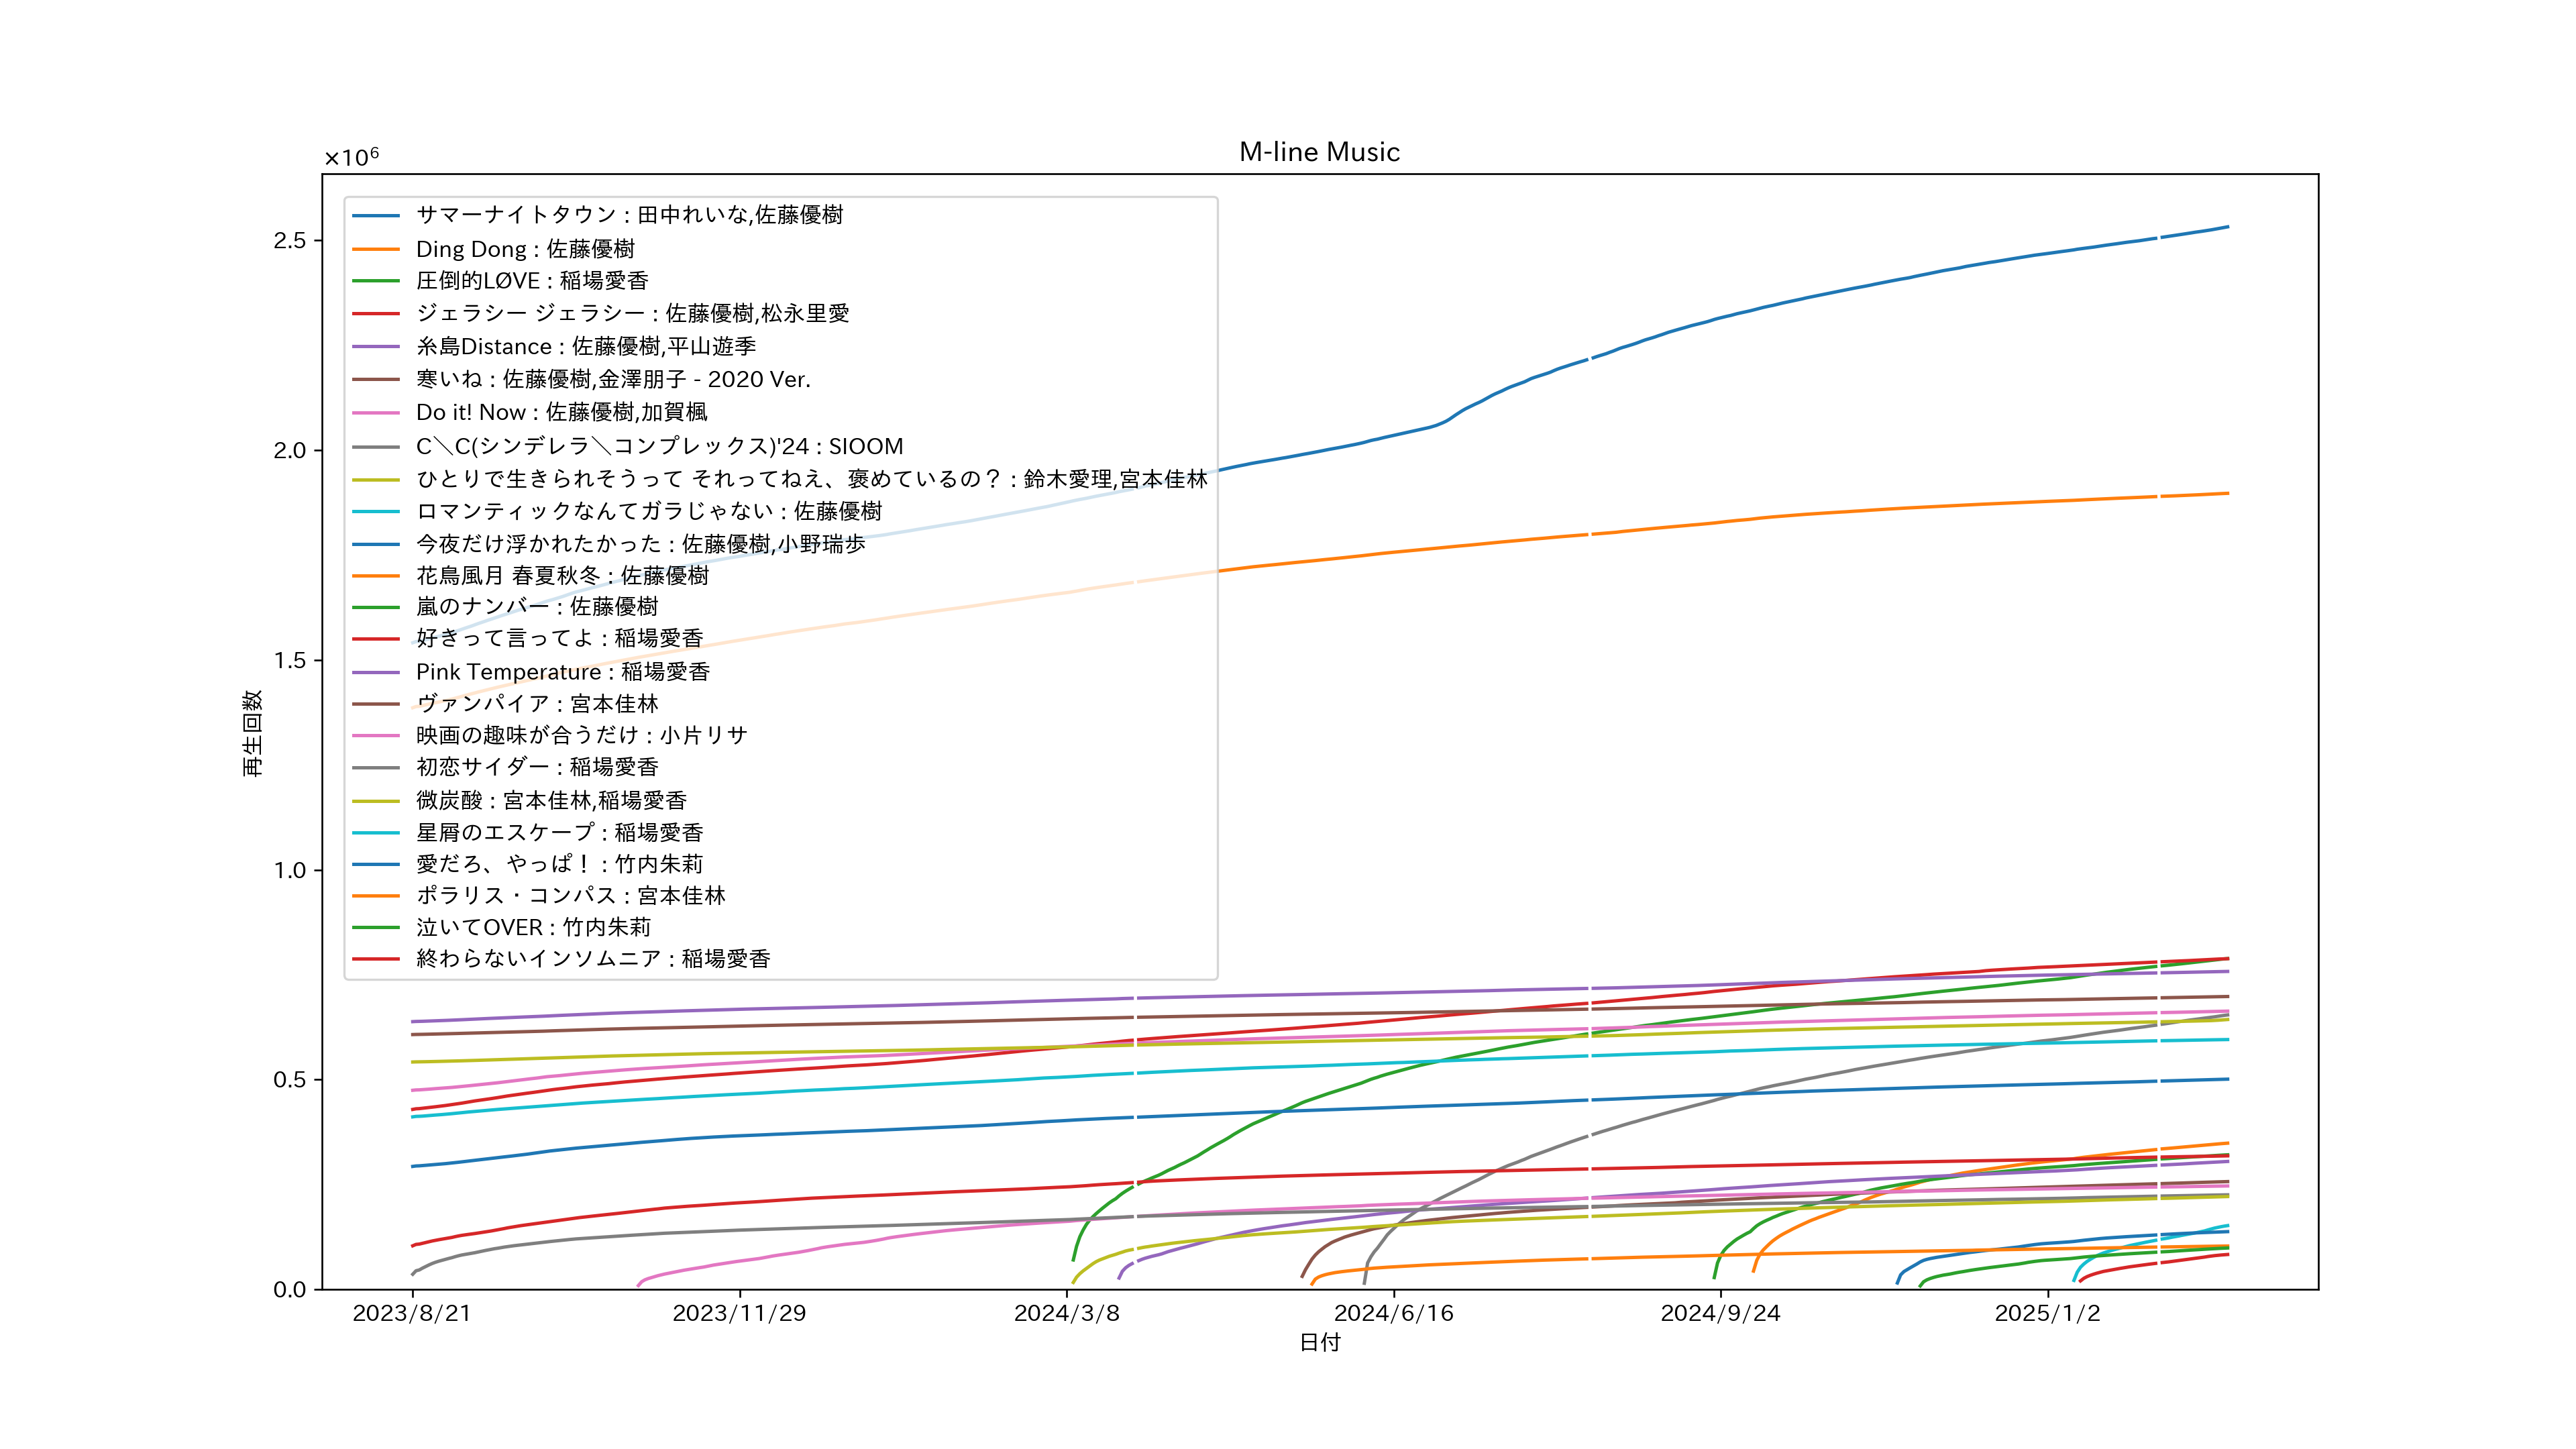 M-line Music
×10⁶
2.5
2.0
1.5
1.0
0.5
0.0
再生回数
サマーナイトタウン : 田中れいな,佐藤優樹
Ding Dong : 佐藤優樹
圧倒的LØVE : 稲場愛香
ジェラシー ジェラシー : 佐藤優樹,松永里愛
糸島Distance : 佐藤優樹,平山遊季
寒いね : 佐藤優樹,金澤朋子 - 2020 Ver.
Do it! Now : 佐藤優樹,加賀楓
C＼C(シンデレラ＼コンプレックス)'24 : SIOOM
ひとりで生きられそうって それってねえ、褒めているの？ : 鈴木愛理,宮本佳林
ロマンティックなんてガラじゃない : 佐藤優樹
今夜だけ浮かれたかった : 佐藤優樹,小野瑞歩
花鳥風月 春夏秋冬 : 佐藤優樹
嵐のナンバー : 佐藤優樹
好きって言ってよ : 稲場愛香
Pink Temperature : 稲場愛香
ヴァンパイア : 宮本佳林
映画の趣味が合うだけ : 小片リサ
初恋サイダー : 稲場愛香
微炭酸 : 宮本佳林,稲場愛香
星屑のエスケープ : 稲場愛香
愛だろ、やっぱ！ : 竹内朱莉
ポラリス・コンパス : 宮本佳林
泣いてOVER : 竹内朱莉
終わらないインソムニア : 稲場愛香
2023/8/21
2023/11/29
2024/3/8
2024/6/16
2024/9/24
2025/1/2
日付